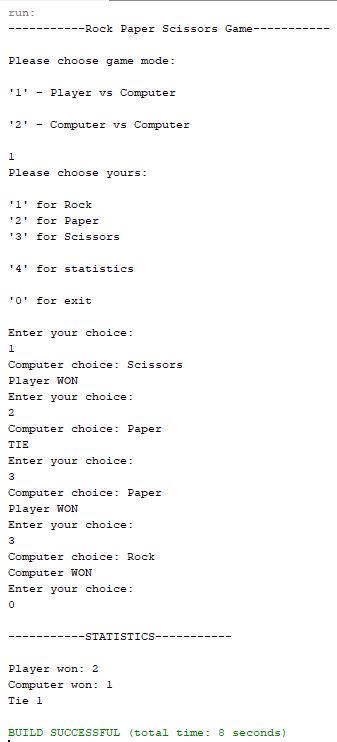 run:
-----------Rock Paper Scissors Game-----------
Please choose game mode:
'1' - Player vs Computer
'2' - Computer vs Computer
1
Please choose yours:
'1' for Rock
'2' for Paper
'3' for Scissors
'4' for statistics
'0' for exit
Enter your choice:
1
Computer choice: Scissors
Player WON
Enter your choice:
2
Computer choice: Paper
TIE
Enter your choice:
3
Computer choice: Paper
Player WON
Enter your choice:
3
Computer choice: Rock
Computer WON
Enter your choice:
0
-----------STATISTICS-----------
Player won: 2
Computer won: 1
Tie 1
BUILD SUCCESSFUL (total time: 8 seconds)